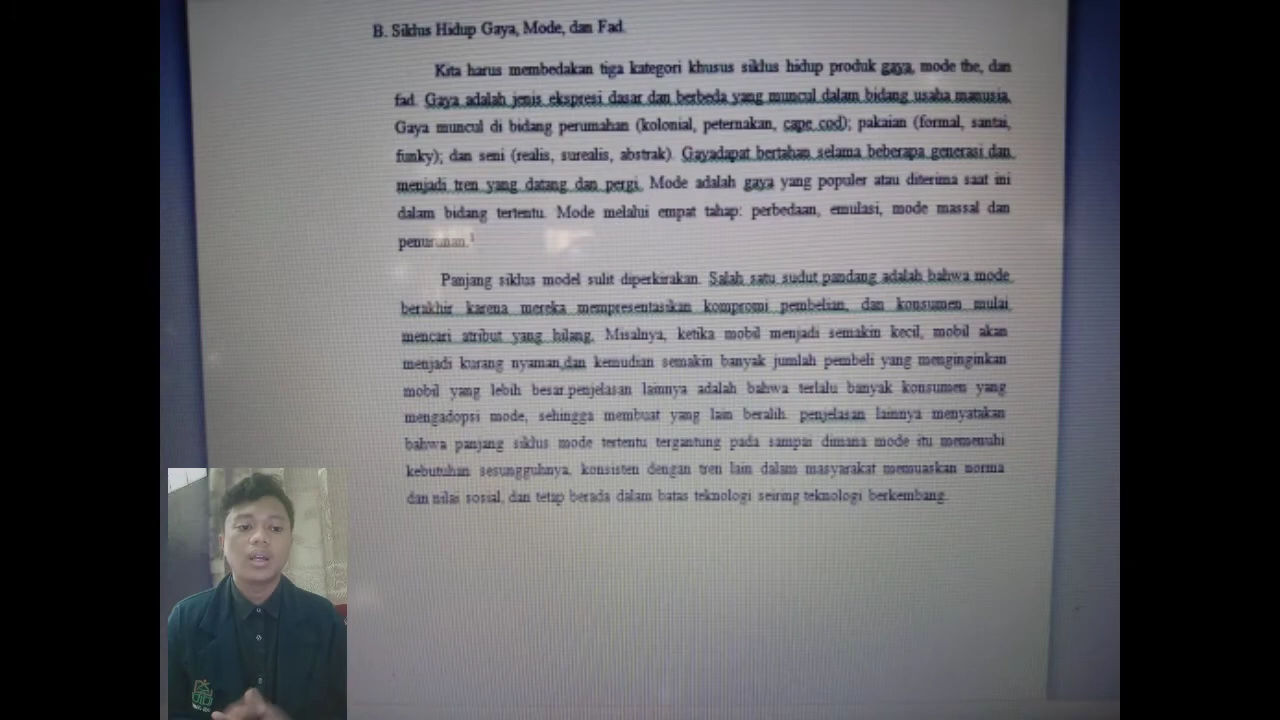 B. Siklus Hidup Gaya, Mode, dan Fad.
Kita harus membedakan tiga kategori khusus siklus hidup produk gaya, mode the, dan
fad. Gaya adalah jenis ekspresi dasar dan berbeda yang muncul dalam bidang usaha manusia.
Gaya muncul di bidang perumahan (kolonial, peternakan, cape cod); pakaian (formal, santai,
funky); dan seni (realis, surealis, abstrak). Gayadapat bertahan selama beberapa generasi dan
menjadi tren yang datang dan pergi. Mode adalah gaya yang populer atau diterima saat ini
dalam bidang tertentu. Mode melalui empat tahap: perbedaan, emulasi, mode massal dan
penurunan.¹
Panjang siklus model sulit diperkirakan. Salah satu sudut pandang adalah bahwa mode
berakhir karena mereka mempresentasikan kompromi pembelian, dan konsumen mulai
mencari atribut yang hilang. Misalnya, ketika mobil menjadi semakin kecil, mobil akan
menjadi kurang nyaman,dan kemudian semakin banyak jumlah pembeli yang menginginkan
mobil yang lebih besar.penjelasan lainnya adalah bahwa terlalu banyak konsumen yang
mengadopsi mode, sehingga membuat yang lain beralih. penjelasan lainnya menyatakan
bahwa panjang siklus mode tertentu tergantung pada sampai dimana mode itu memenuhi
kebutuhan sesungguhnya, konsisten dengan tren lain dalam masyarakat memuaskan norma
dan nilai sosial, dan tetap berada dalam batas teknologi seiring teknologi berkembang.